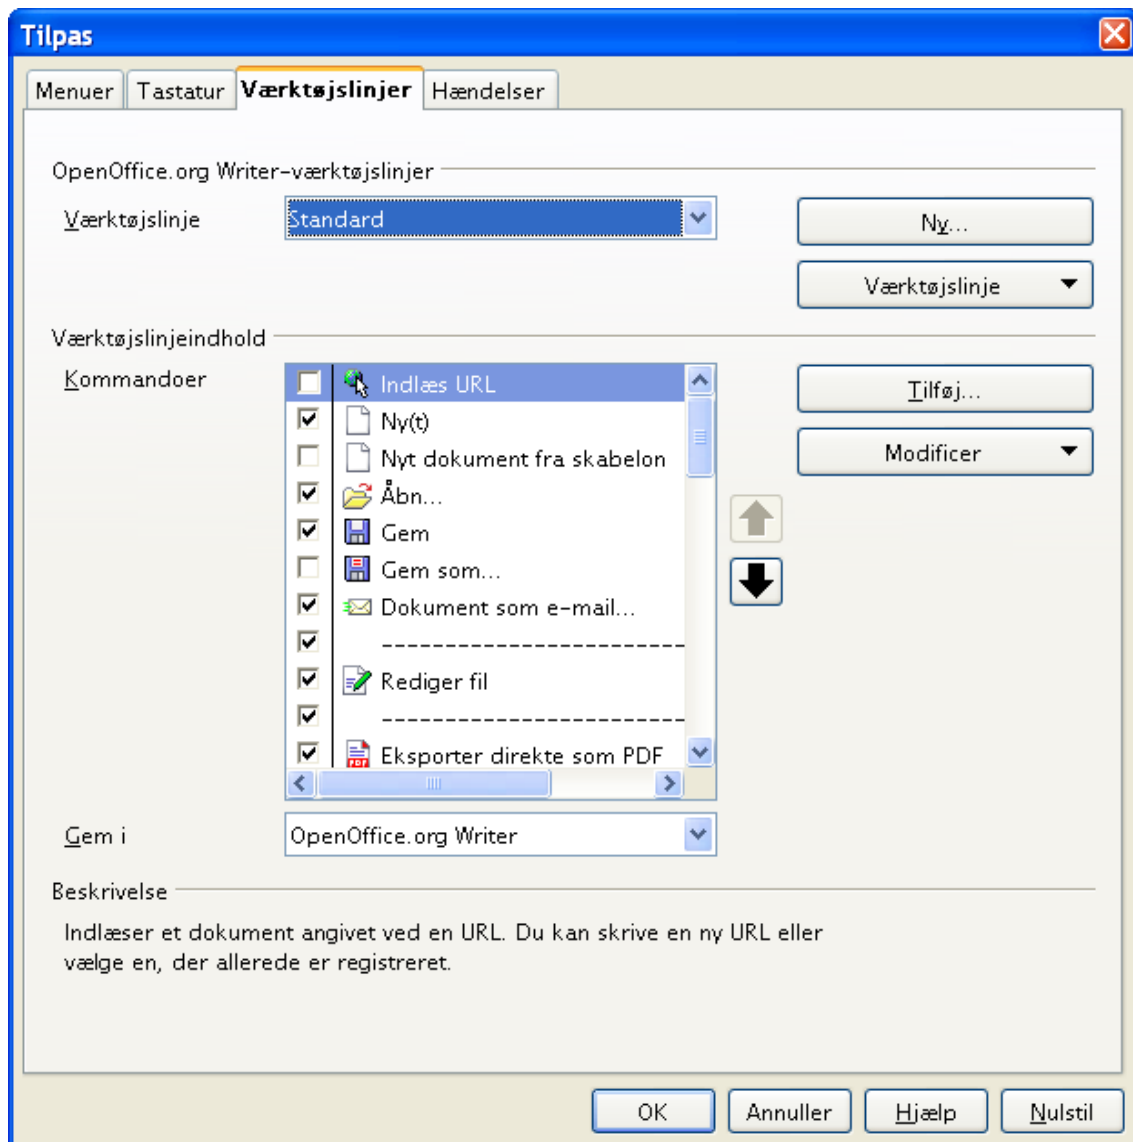 Tilpas
Menuer Tastatur Værktøjslinjer Hændelser
OpenOffice.org Writer-værktøjslinjer
Værktøjslinje Standard Ny...
Værktøjslinje
Værktøjslinjeindhold
Kommandoer Indlæs URL Tilføj...
Ny(t)
Nyt dokument fra skabelon Modificer
Åbn...
Gem
Gem som...
Dokument som e-mail...
------------------------
Rediger fil
------------------------
Eksporter direkte som PDF
Gem i OpenOffice.org Writer
Beskrivelse
Indlæser et dokument angivet ved en URL. Du kan skrive en ny URL eller
vælge en, der allerede er registreret.
OK Annuller Hjælp Nulstil